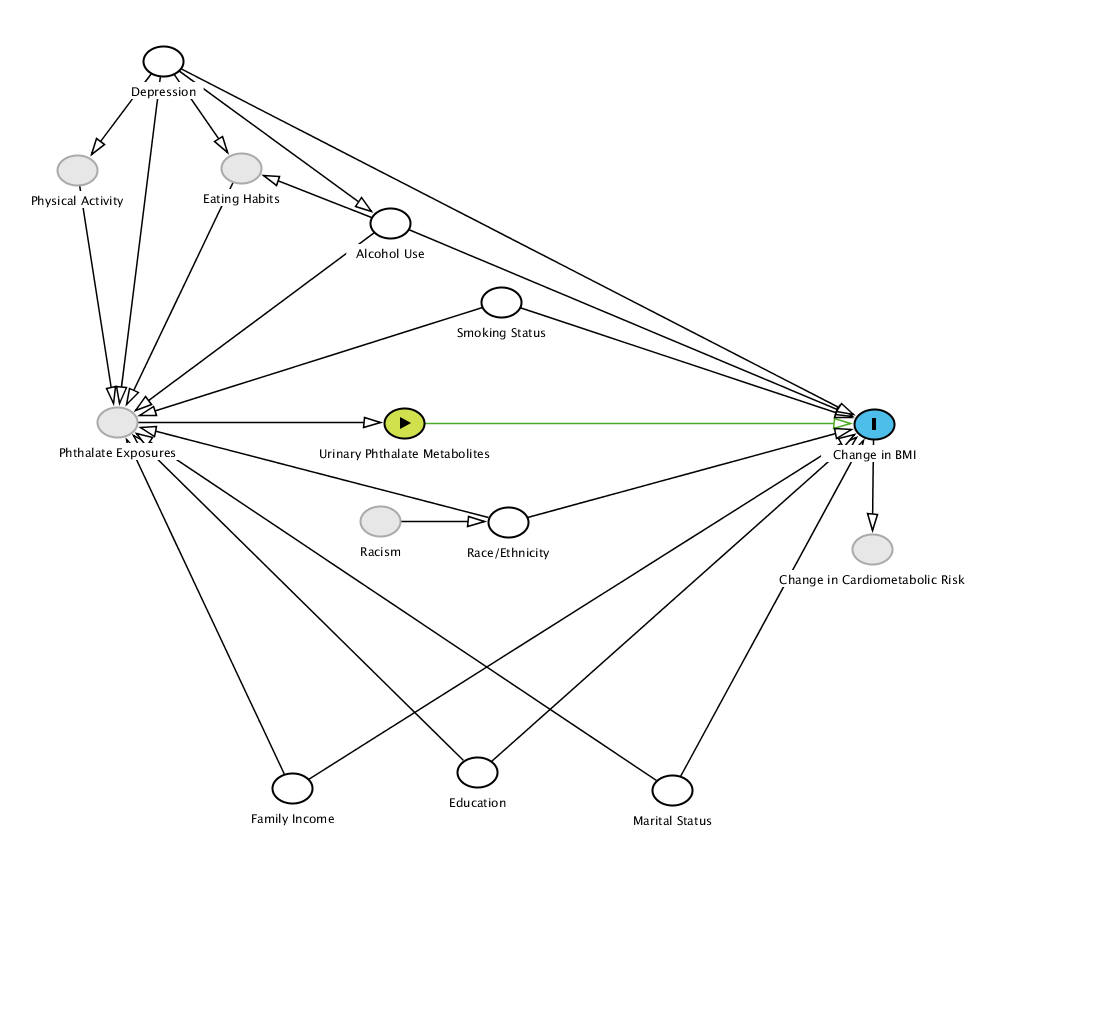 Depression
Physical Activity
Eating Habits
Alcohol Use
Smoking Status
Phthalate Exposures
Urinary Phthalate Metabolites
Change in BMI
Racism
Race/Ethnicity
Change in Cardiometabolic Risk
Family Income
Education
Marital Status